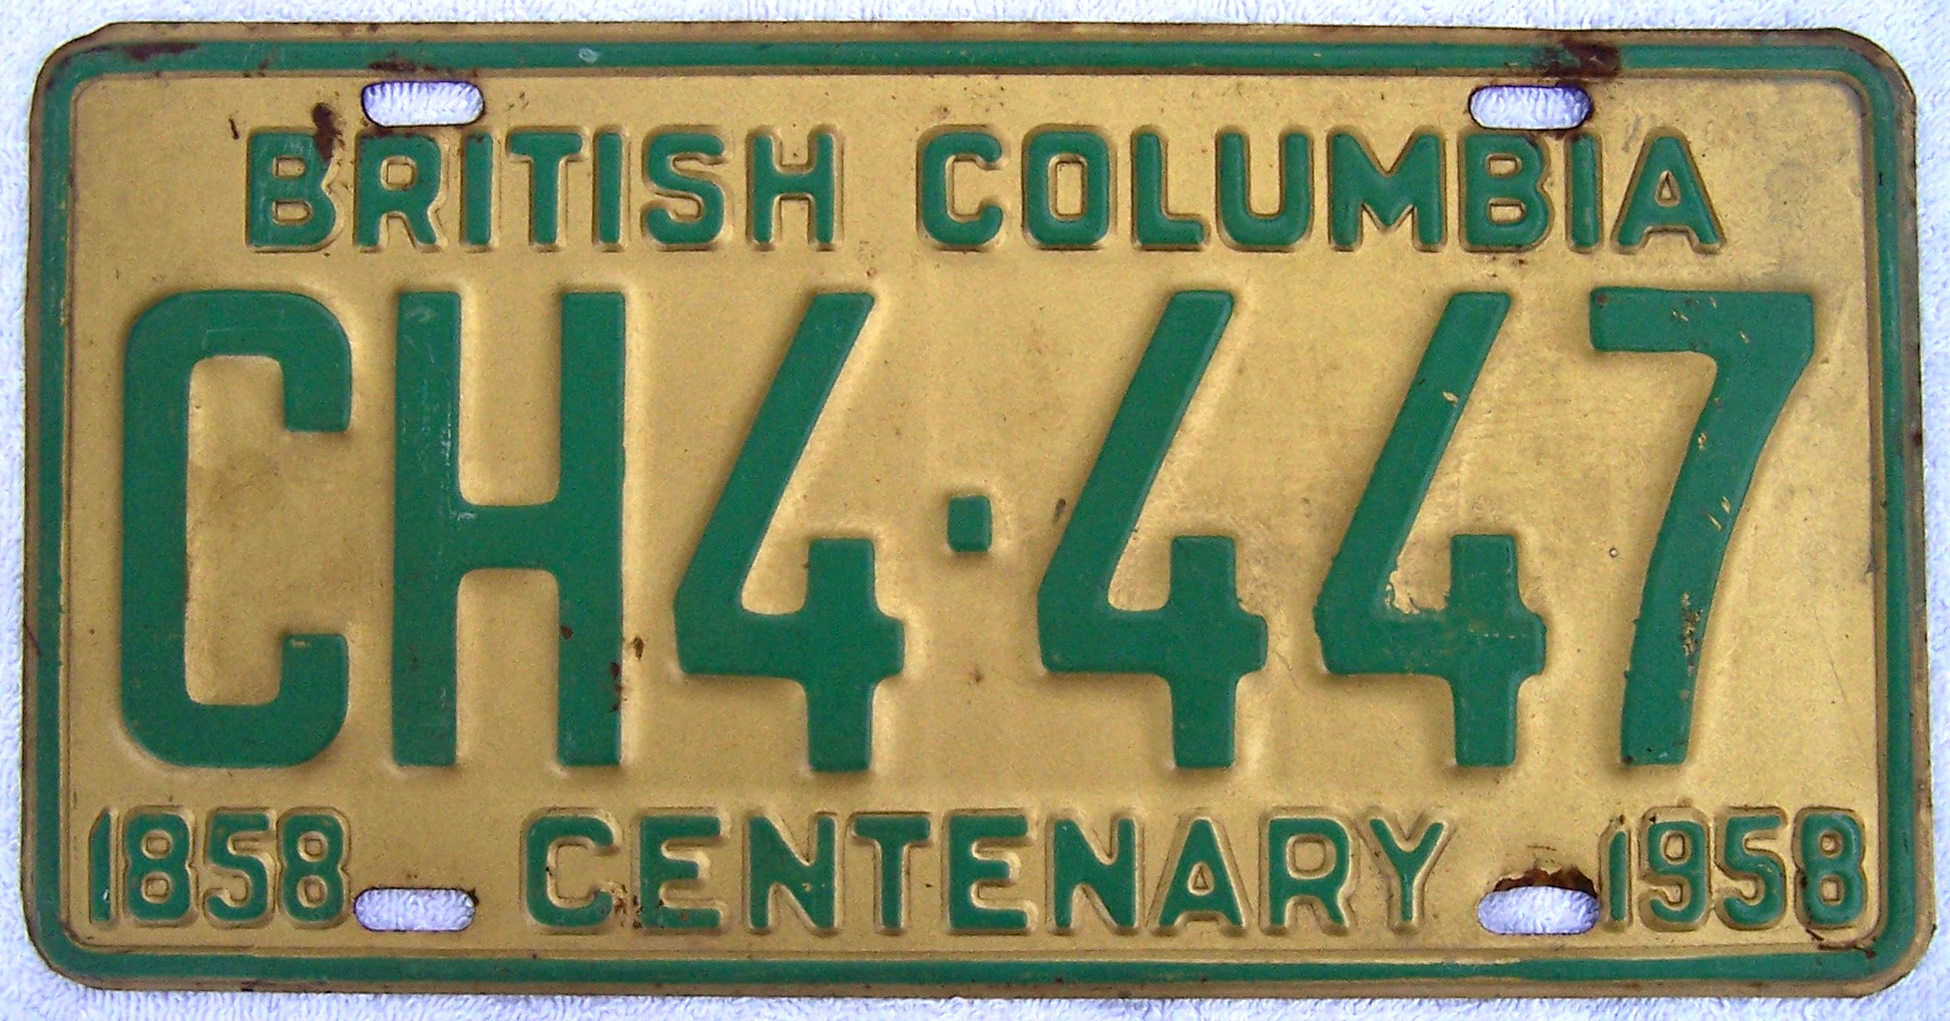 BRITISH COLUMBIA
CH4·447
1858 CENTENARY 1958